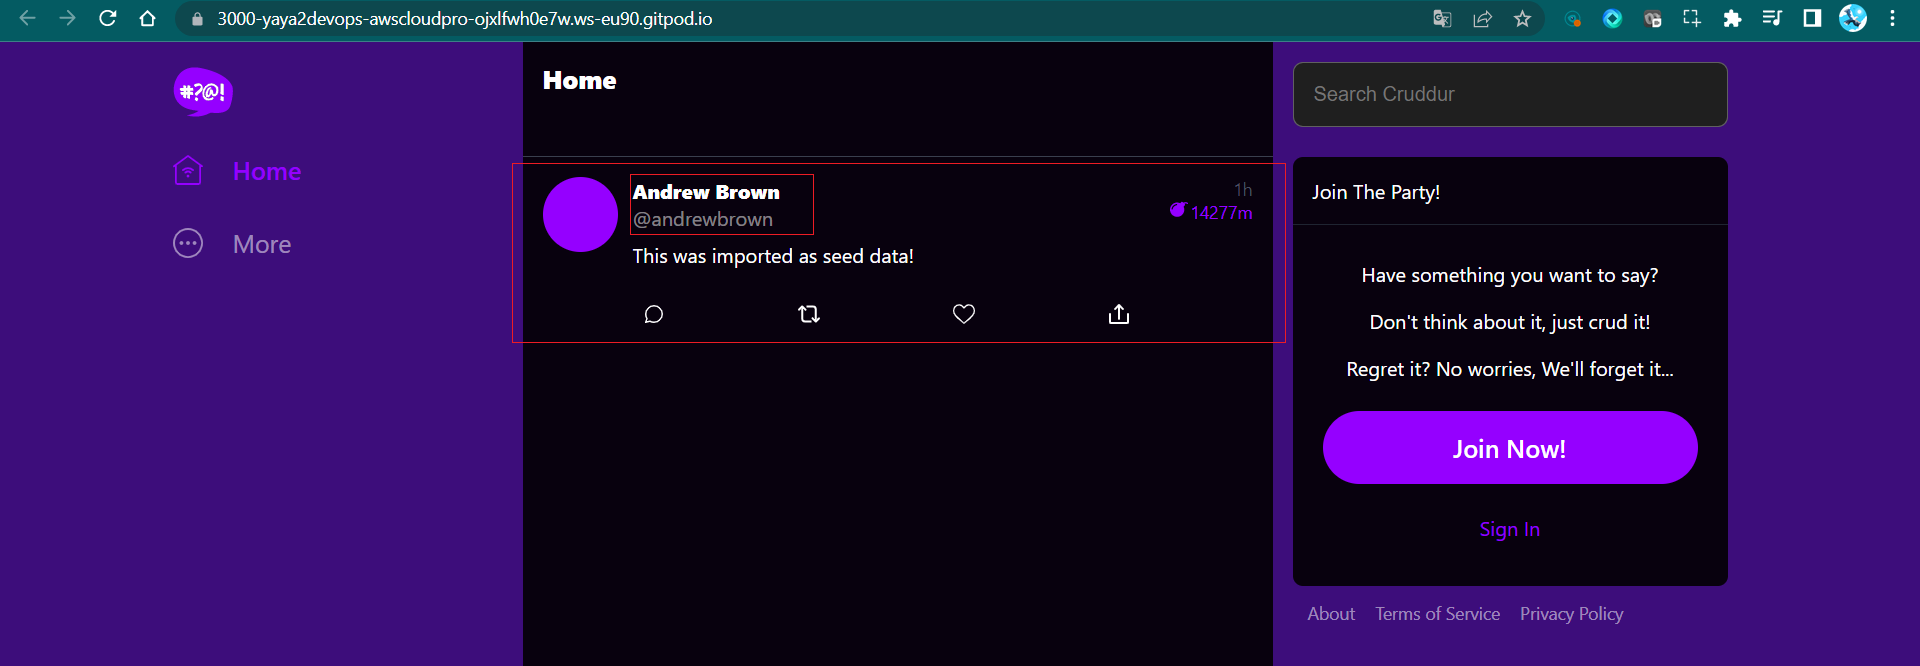 3000-yaya2devops-awscloudpro-ojxlfwh0e7w.ws-eu90.gitpod.io
#?@!
Home
More
Home
Andrew Brown
@andrewbrown
1h
14277m
This was imported as seed data!
Search Cruddur
Join The Party!
Have something you want to say?
Don't think about it, just crud it!
Regret it? No worries, We'll forget it...
Join Now!
Sign In
About Terms of Service Privacy Policy